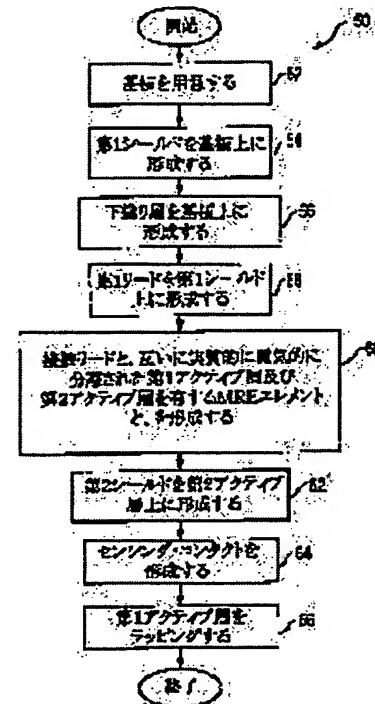 開始
50
基板を用意する
52
第1シールドを基板上に
形成する
54
下塗り層を基板上に
形成する
56
第1リードを第1シールド
上に形成する
58
接続リードと、互いに実質的に電気的に
分離された第1アクティブ層及び
第2アクティブ層を有するMREエレメント
と、を形成する
60
第2シールドを第2アクティブ
層上に形成する
62
センシング・コンタクトを
形成する
64
第1アクティブ層を
ラッピングする
66
終了